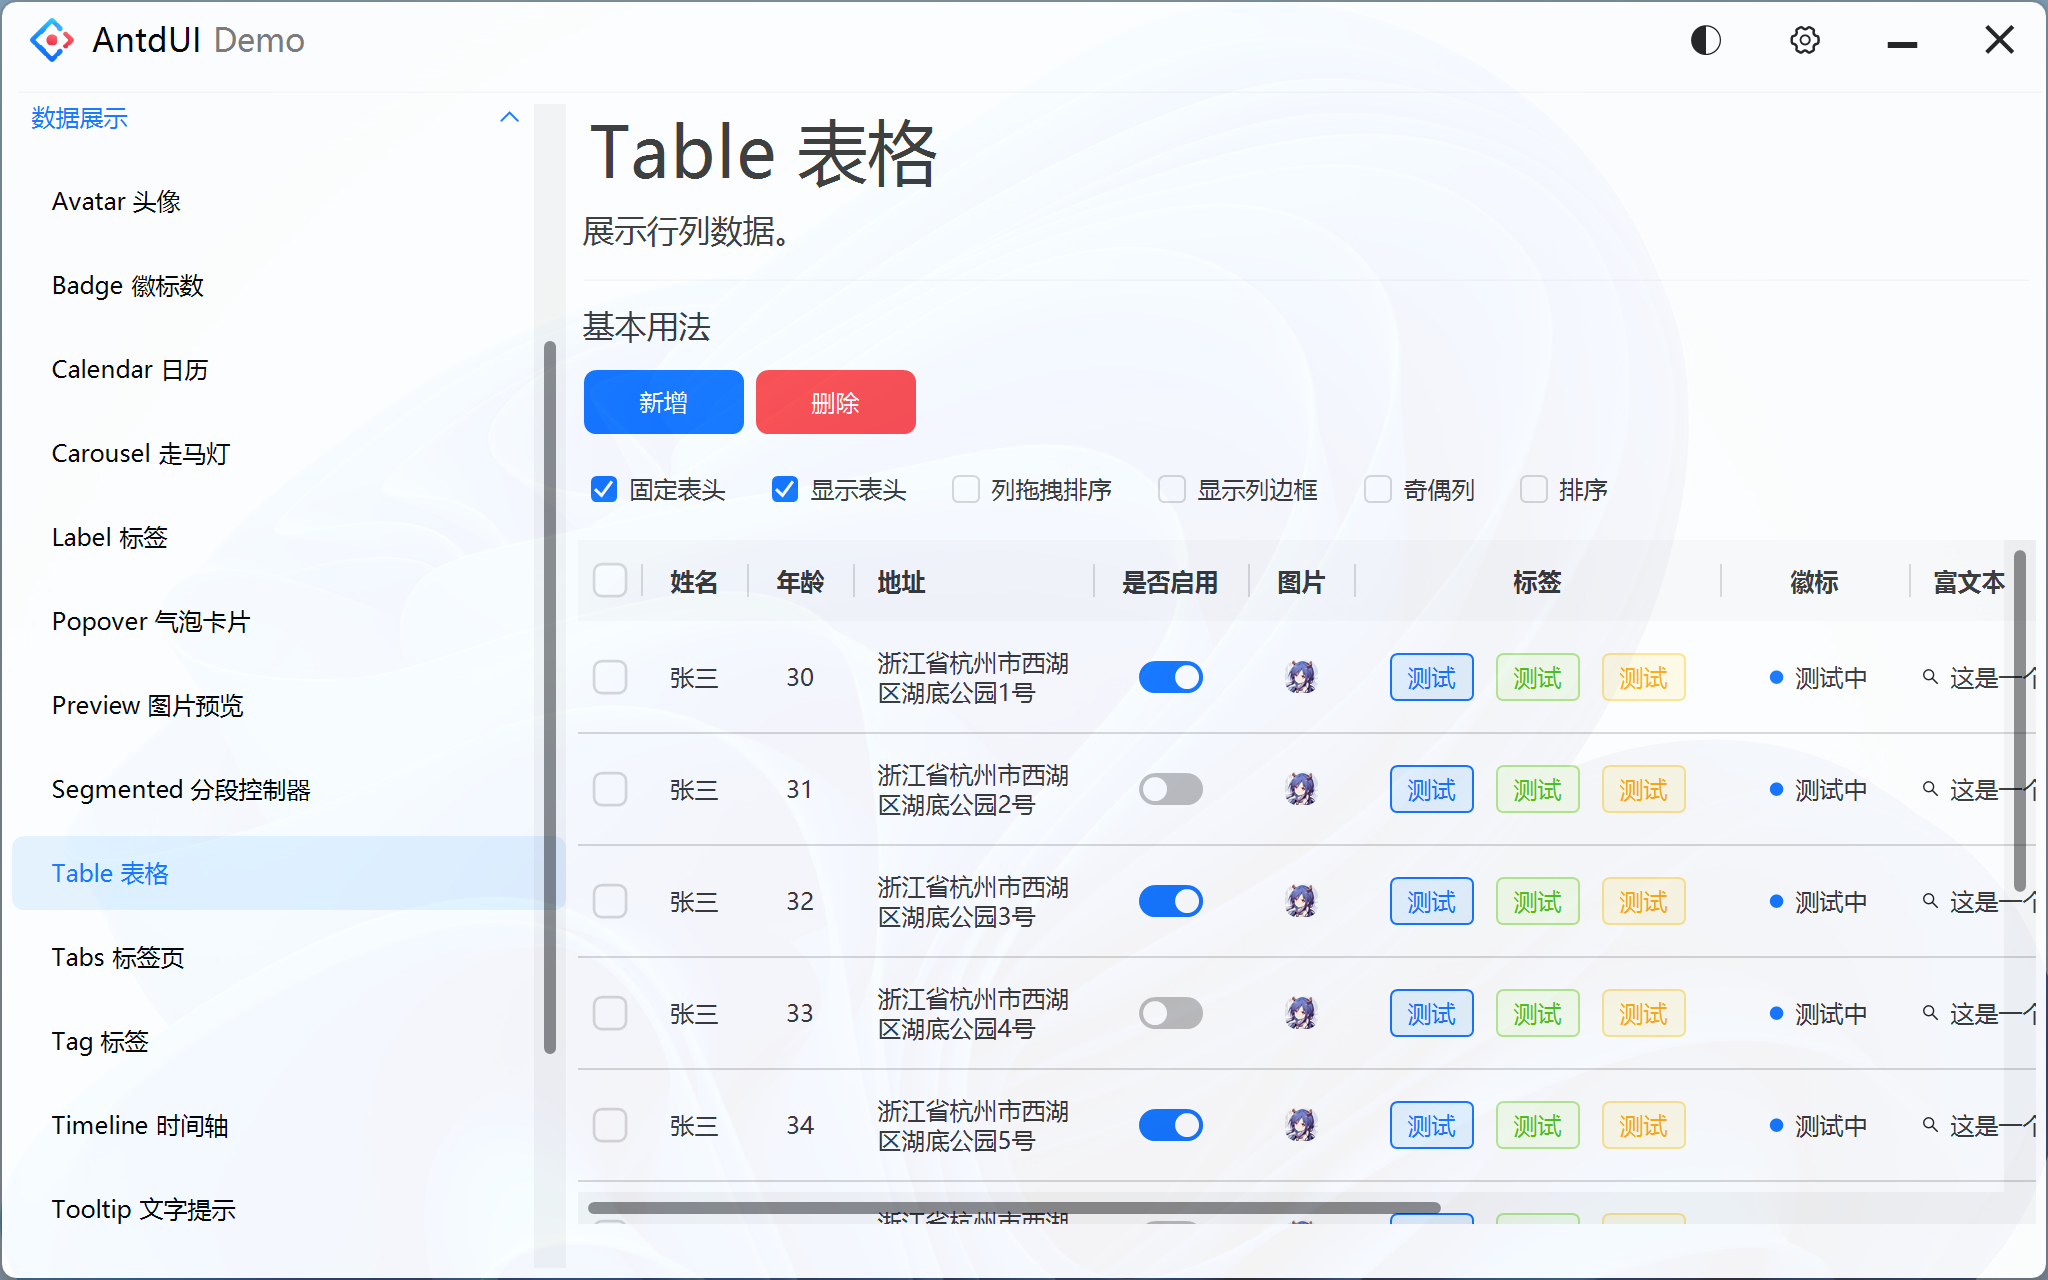 AntdUI Demo
数据展示
Avatar 头像
Badge 徽标数
Calendar 日历
Carousel 走马灯
Label 标签
Popover 气泡卡片
Preview 图片预览
Segmented 分段控制器
Table 表格
Tabs 标签页
Tag 标签
Timeline 时间轴
Tooltip 文字提示
Table 表格
展示行列数据。
基本用法
新增 删除
固定表头 显示表头 列拖拽排序 显示列边框 奇偶列 排序
姓名 年龄 地址 是否启用 图片 标签 徽标 富文本
张三 30 浙江省杭州市西湖 测试 测试 测试 测试中 这是一个
区湖底公园1号
张三 31 浙江省杭州市西湖 测试 测试 测试 测试中 这是一个
区湖底公园2号
张三 32 浙江省杭州市西湖 测试 测试 测试 测试中 这是一个
区湖底公园3号
张三 33 浙江省杭州市西湖 测试 测试 测试 测试中 这是一个
区湖底公园4号
张三 34 浙江省杭州市西湖 测试 测试 测试 测试中 这是一个
区湖底公园5号
浙江省杭州市西湖